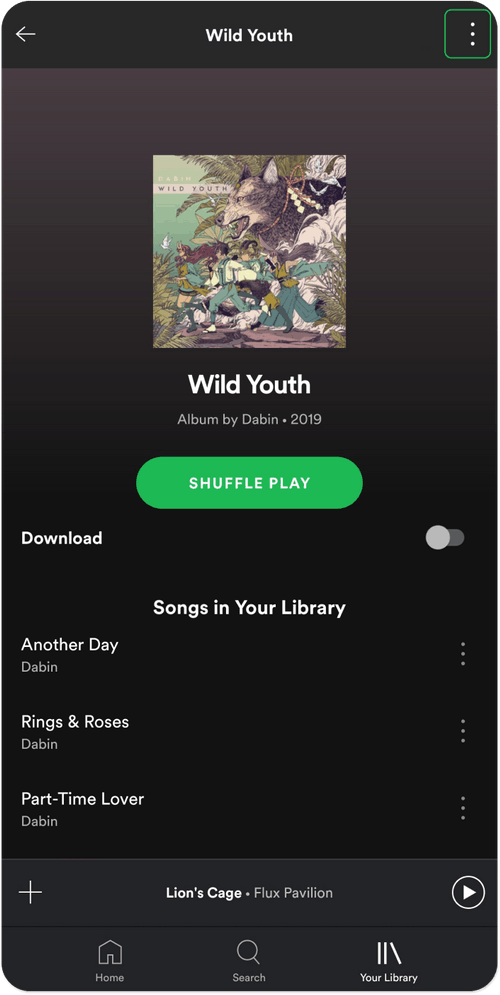 Wild Youth
DABIN
WILD YOUTH
Wild Youth
Album by Dabin • 2019
SHUFFLE PLAY
Download
Songs in Your Library
Another Day
Dabin
Rings & Roses
Dabin
Part-Time Lover
Dabin
Lion's Cage • Flux Pavilion
Home Search Your Library